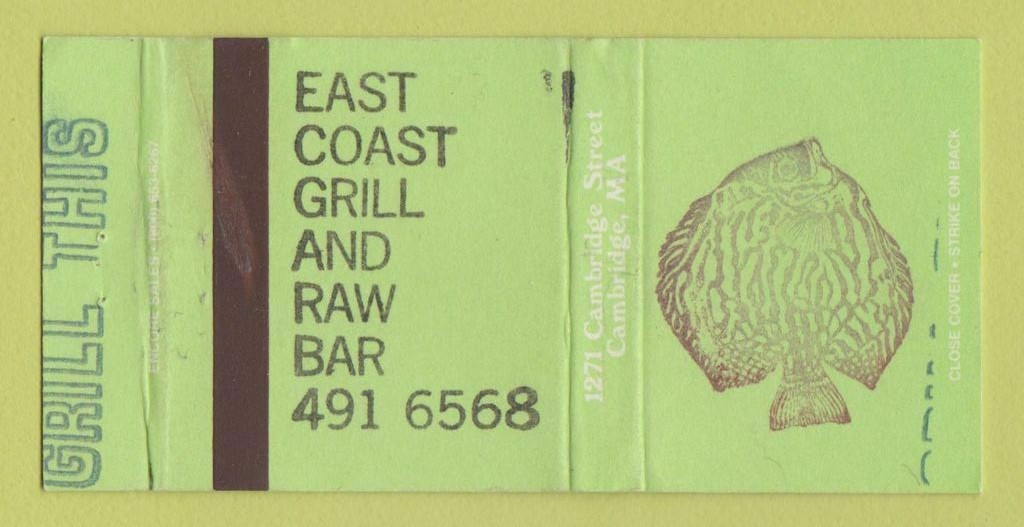 GRILL THIS
EAST
COAST
GRILL
AND
RAW
BAR
491 6568
1271 Cambridge Street
Cambridge, MA
CLOSE COVER • STRIKE ON BACK